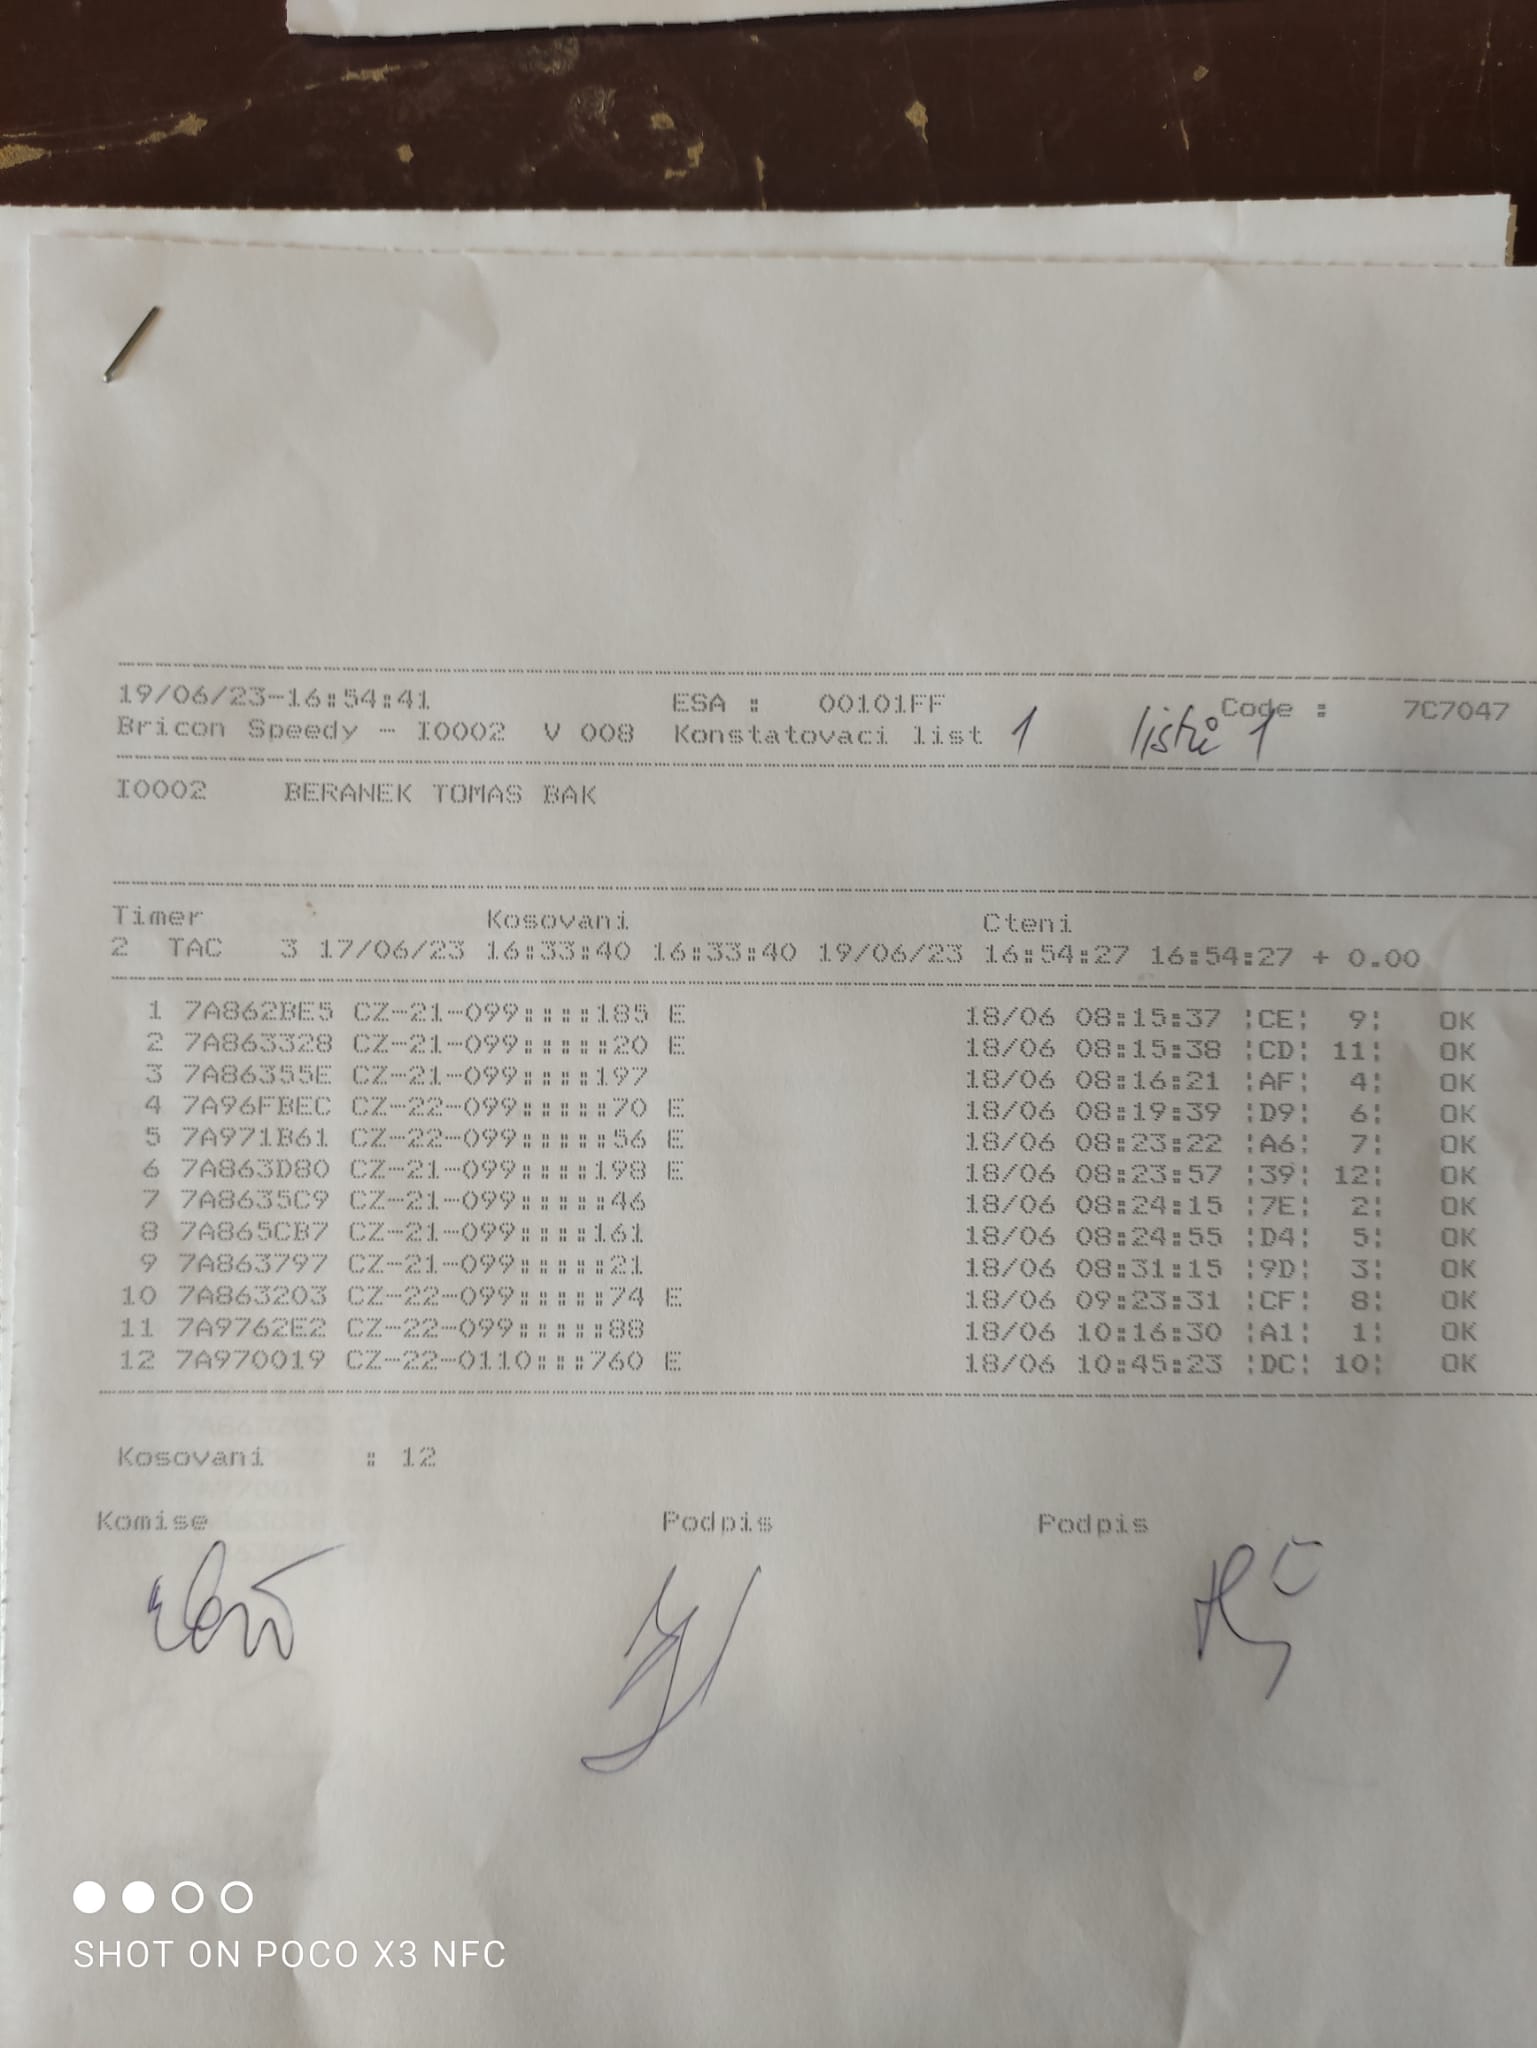 19/06/23-16:54:41 ESA : 00101FF Code : 7C7047
Bricon Speedy - I0002 V 008 Konstatovaci list 1 listů 1
I0002 BERANEK TOMAS BAK
Timer Kosovani Cteni
2 TAC 3 17/06/23 16:33:40 16:33:40 19/06/23 16:54:27 16:54:27 + 0.00
1 7A862BE5 CZ-21-099::::185 E 18/06 08:15:37 ¦CE¦ 9¦ OK
2 7A863328 CZ-21-099:::::20 E 18/06 08:15:38 ¦CD¦ 11¦ OK
3 7A86355E CZ-21-099::::197 18/06 08:16:21 ¦AF¦ 4¦ OK
4 7A96FBEC CZ-22-099:::::70 E 18/06 08:19:39 ¦D9¦ 6¦ OK
5 7A971B61 CZ-22-099:::::56 E 18/06 08:23:22 ¦A6¦ 7¦ OK
6 7A863D80 CZ-21-099::::198 E 18/06 08:23:57 ¦39¦ 12¦ OK
7 7A8635C9 CZ-21-099:::::46 18/06 08:24:15 ¦7E¦ 2¦ OK
8 7A865CB7 CZ-21-099::::161 18/06 08:24:55 ¦D4¦ 5¦ OK
9 7A863797 CZ-21-099:::::21 18/06 08:31:15 ¦9D¦ 3¦ OK
10 7A863203 CZ-22-099:::::74 E 18/06 09:23:31 ¦CF¦ 8¦ OK
11 7A9762E2 CZ-22-099:::::88 18/06 10:16:30 ¦A1¦ 1¦ OK
12 7A970019 CZ-22-0110:::760 E 18/06 10:45:23 ¦DC¦ 10¦ OK
Kosovani : 12
Komise Podpis Podpis
SHOT ON POCO X3 NFC